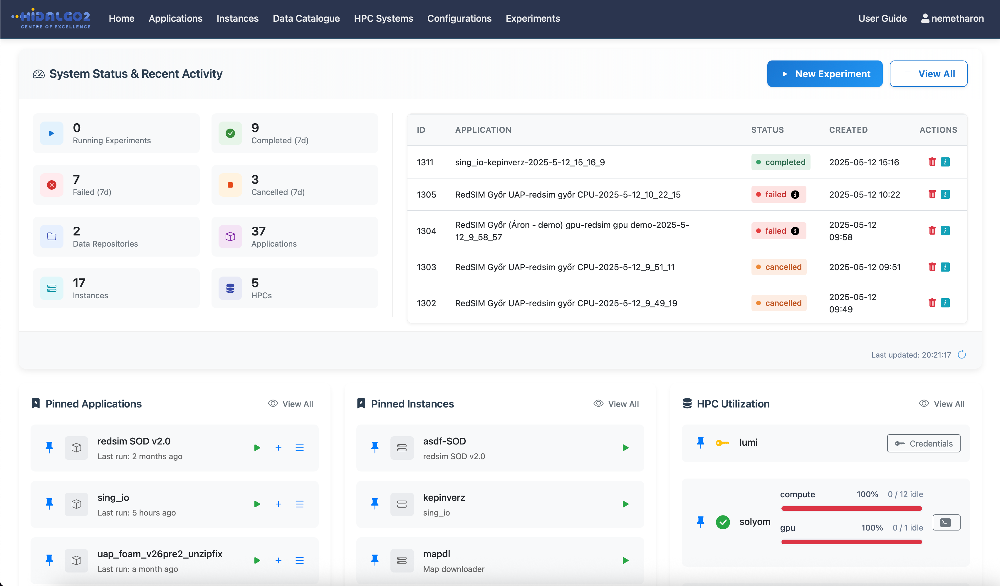 HiDALGO2
CENTRE OF EXCELLENCE
Home
Applications
Instances
Data Catalogue
HPC Systems
Configurations
Experiments
User Guide
nemetharon
System Status & Recent Activity
New Experiment
View All
0
Running Experiments
9
Completed (7d)
7
Failed (7d)
3
Cancelled (7d)
2
Data Repositories
37
Applications
17
Instances
5
HPCs
ID APPLICATION STATUS CREATED ACTIONS
1311 sing_io-kepinverz-2025-5-12_15_16_9 completed 2025-05-12 15:16
1305 RedSIM Győr UAP-redsim győr CPU-2025-5-12_10_22_15 failed 2025-05-12 10:22
1304 RedSIM Győr (Áron - demo) gpu-redsim gpu demo-2025-5-
12_9_58_57 failed 2025-05-12
09:58
1303 RedSIM Győr UAP-redsim győr CPU-2025-5-12_9_51_11 cancelled 2025-05-12 09:51
1302 RedSIM Győr UAP-redsim győr CPU-2025-5-12_9_49_19 cancelled 2025-05-12
09:49
Last updated: 20:21:17
Pinned Applications
View All
redsim SOD v2.0
Last run: 2 months ago
sing_io
Last run: 5 hours ago
uap_foam_v26pre2_unzipfix
Last run: a month ago
Pinned Instances
View All
asdf-SOD
redsim SOD v2.0
kepinverz
sing_io
mapdl
Map downloader
HPC Utilization
View All
lumi
Credentials
solyom
compute 100% 0 / 12 idle
gpu 100% 0 / 1 idle